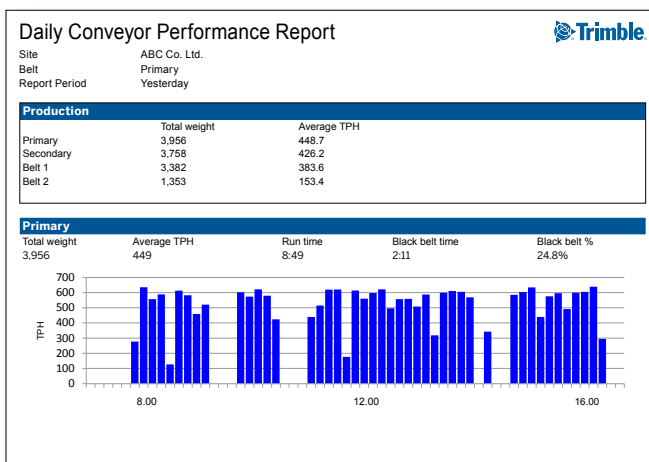 Daily Conveyor Performance Report
Trimble.
Site ABC Co. Ltd.
Belt Primary
Report Period Yesterday
Production
Total weight Average TPH
Primary 3,956 448.7
Secondary 3,758 426.2
Belt 1 3,382 383.6
Belt 2 1,353 153.4
Primary
Total weight Average TPH Run time Black belt time Black belt %
3,956 449 8:49 2:11 24.8%
700
600
500
400
300
200
100
0
TPH
8.00 12.00 16.00